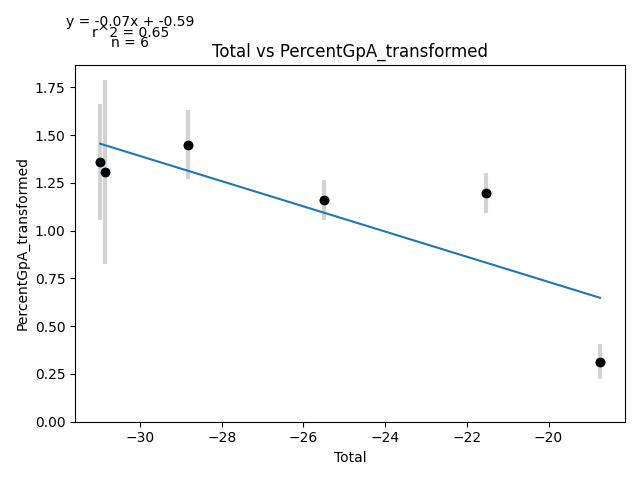 y = -0.07x + -0.59
r^2 = 0.65
n = 6
Total vs PercentGpA_transformed
PercentGpA_transformed
1.75
1.50
1.25
1.00
0.75
0.50
0.25
0.00
−30
−28
−26
−24
−22
−20
Total